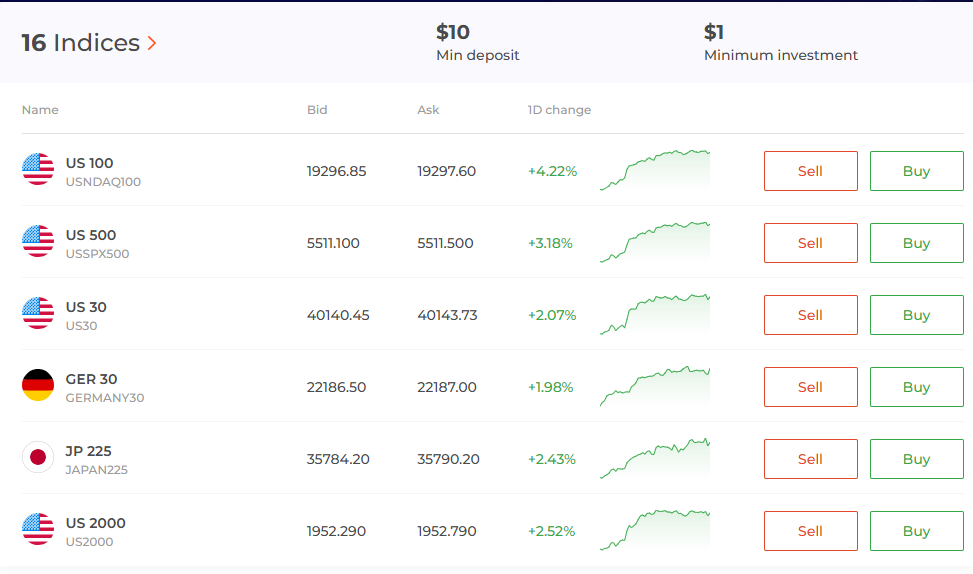 16 Indices
$10
Min deposit
$1
Minimum investment
Name Bid Ask 1D change
US 100
USNDAQ100
19296.85 19297.60 +4.22% Sell Buy
US 500
USSPX500
5511.100 5511.500 +3.18% Sell Buy
US 30
US30
40140.45 40143.73 +2.07% Sell Buy
GER 30
GERMANY30
22186.50 22187.00 +1.98% Sell Buy
JP 225
JAPAN225
35784.20 35790.20 +2.43% Sell Buy
US 2000
US2000
1952.290 1952.790 +2.52% Sell Buy